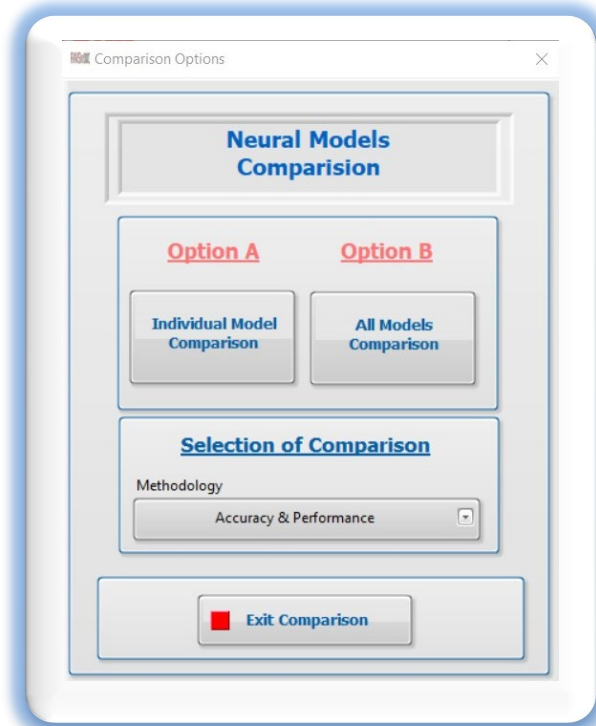 Comparison Options
Neural Models
Comparision
Option A
Option B
Individual Model
Comparison
All Models
Comparison
Selection of Comparison
Methodology
Accuracy & Performance
Exit Comparison